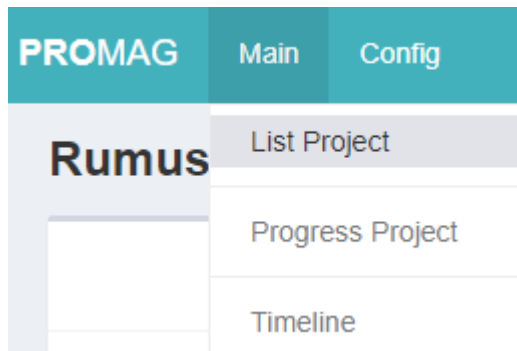 PROMAG Main Config
List Project
Rumus
Progress Project
Timeline